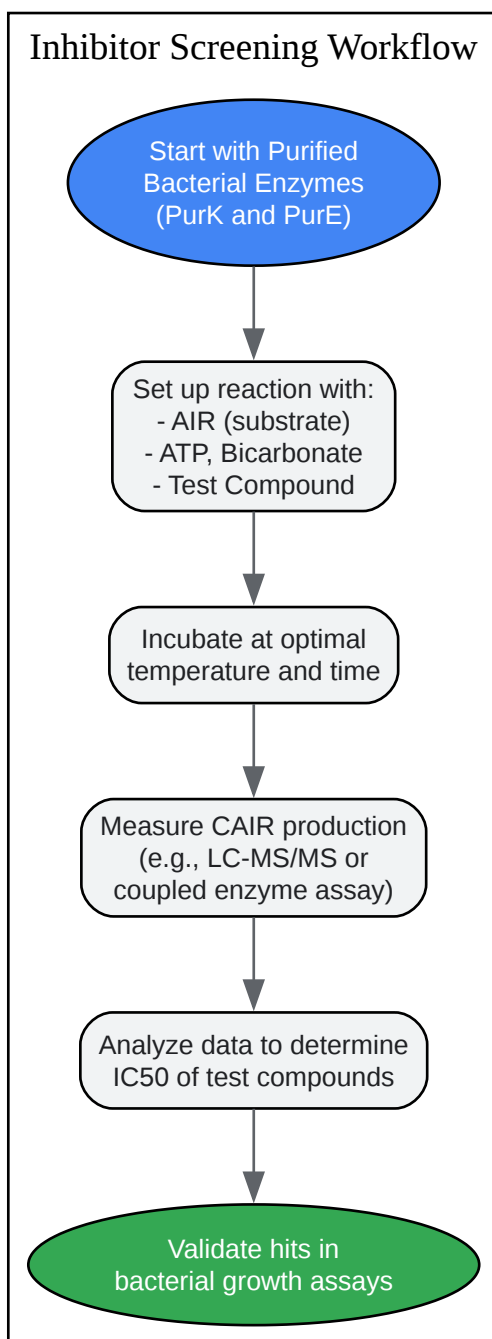 Inhibitor Screening Workflow
Start with Purified
Bacterial Enzymes
(PurK and PurE)
Set up reaction with:
- AIR (substrate)
- ATP, Bicarbonate
- Test Compound
Incubate at optimal
temperature and time
Measure CAIR production
(e.g., LC-MS/MS or
coupled enzyme assay)
Analyze data to determine
IC50 of test compounds
Validate hits in
bacterial growth assays